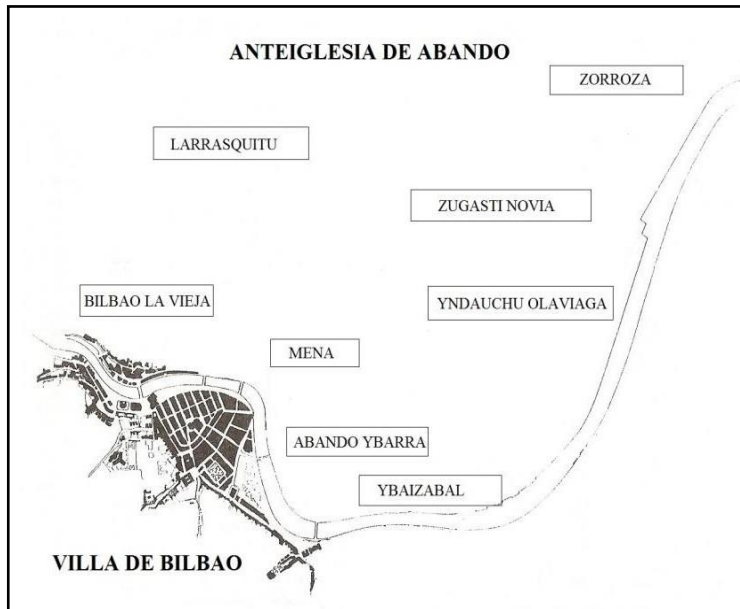 ANTEIGLESIA DE ABANDO
ZORROZA
LARRASQUITU
ZUGASTI NOVIA
BILBAO LA VIEJA
YNDAUCHU OLAVIAGA
MENA
ABANDO YBARRA
YBAIZABAL
VILLA DE BILBAO